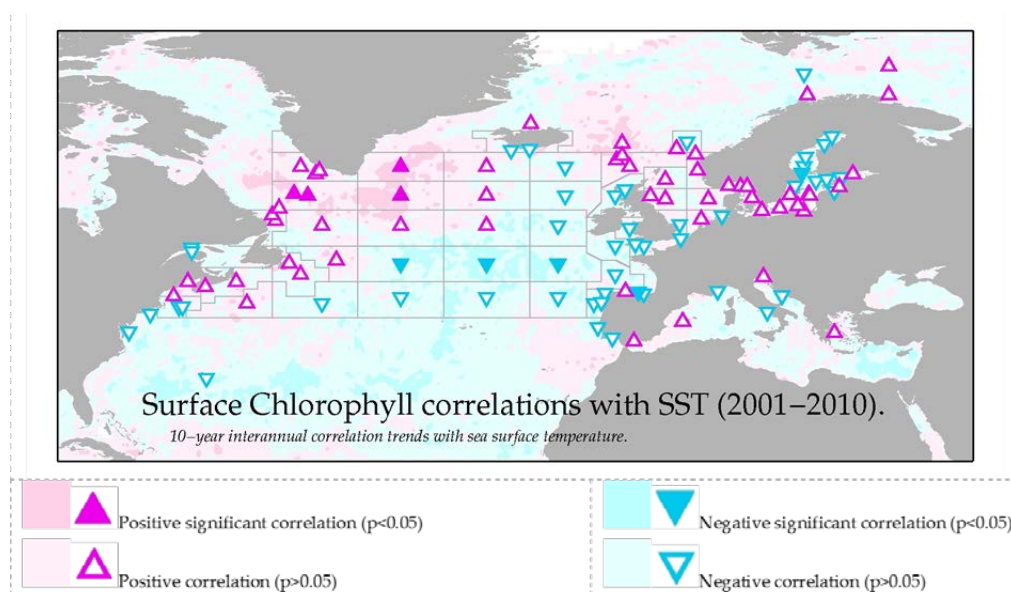 Surface Chlorophyll correlations with SST (2001−2010).
10−year interannual correlation trends with sea surface temperature.
Positive significant correlation (p<0.05)
Negative significant correlation (p<0.05)
Positive correlation (p>0.05)
Negative correlation (p>0.05)